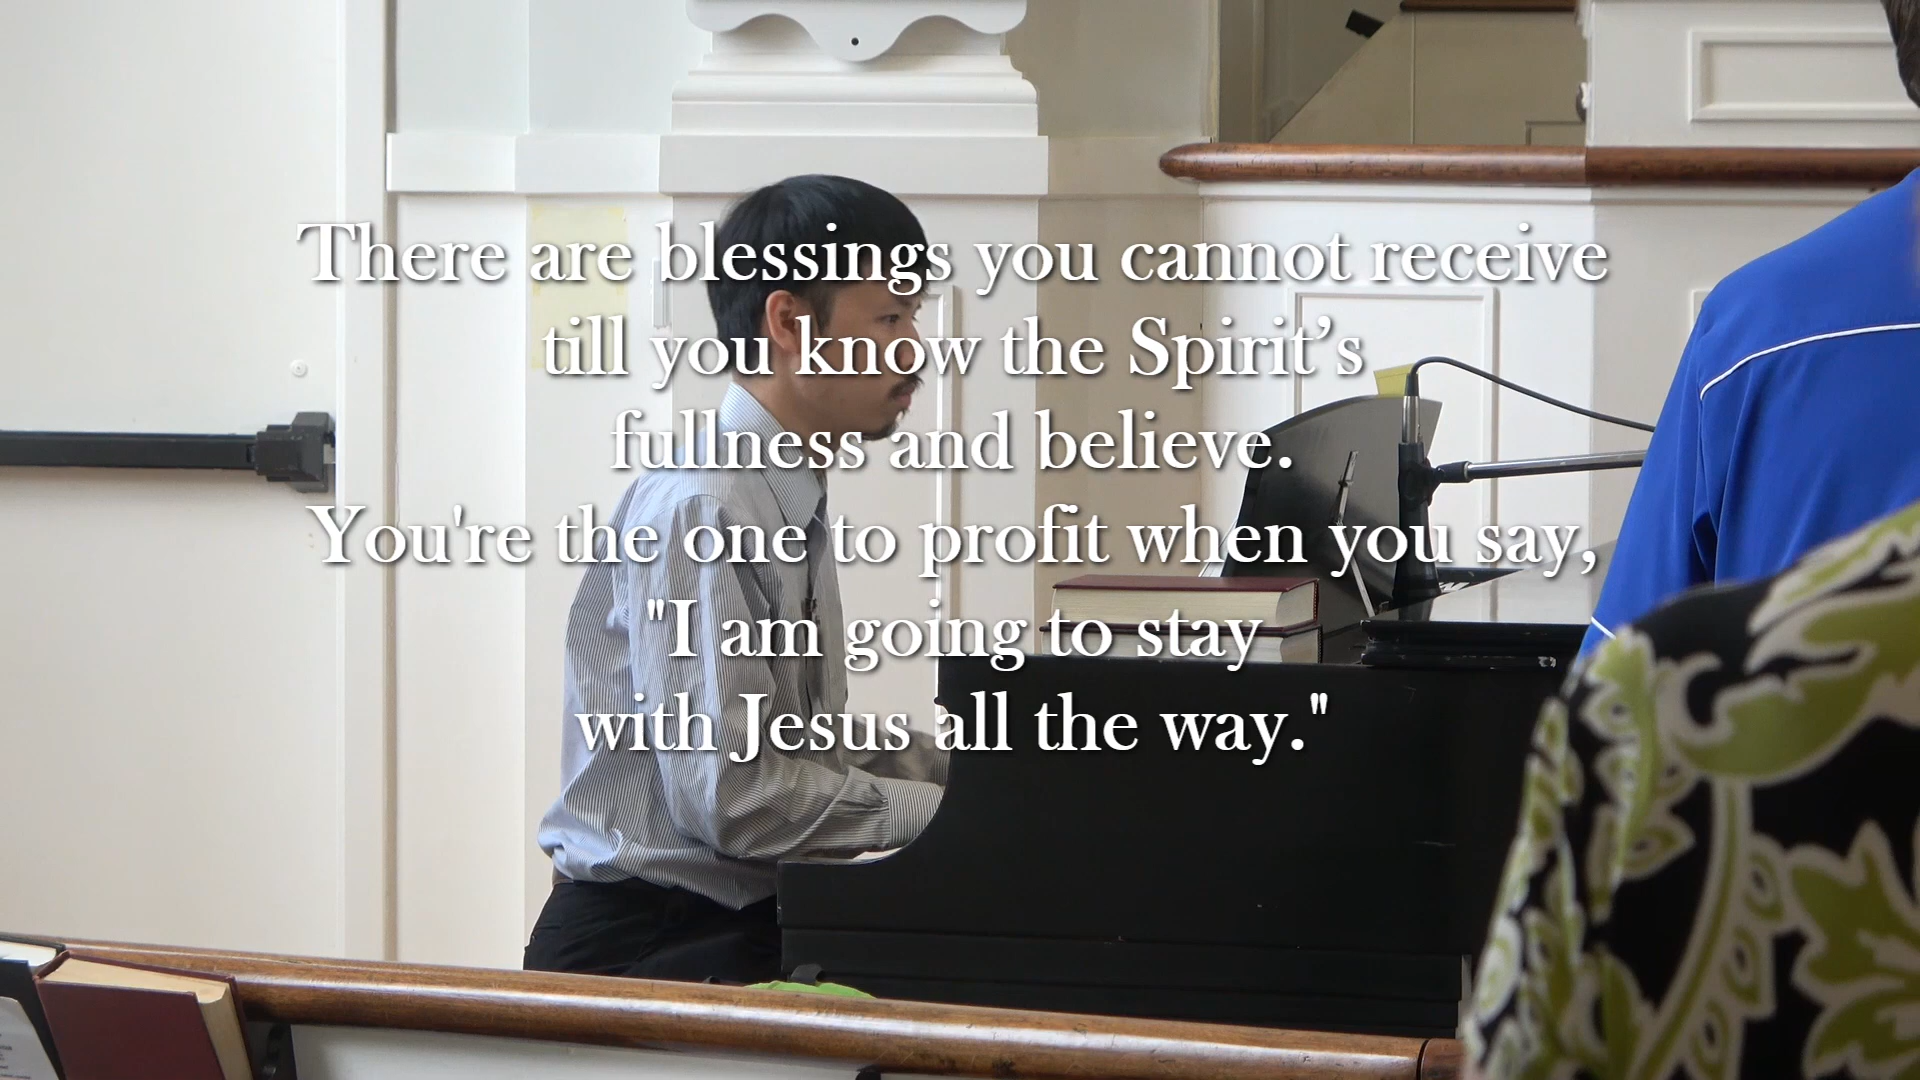 There are blessings you cannot receive
till you know the Spirit’s
fullness and believe.
You're the one to profit when you say,
"I am going to stay
with Jesus all the way."